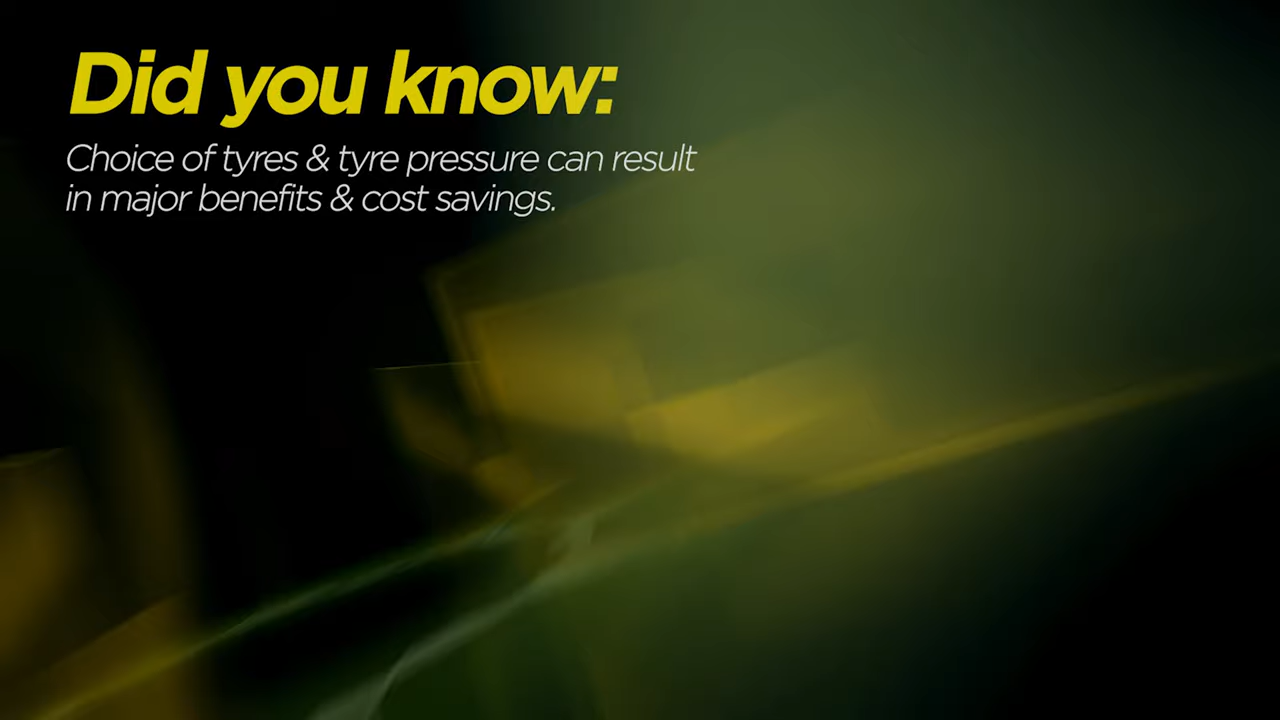 Did you know:
Choice of tyres & tyre pressure can result
in major benefits & cost savings.